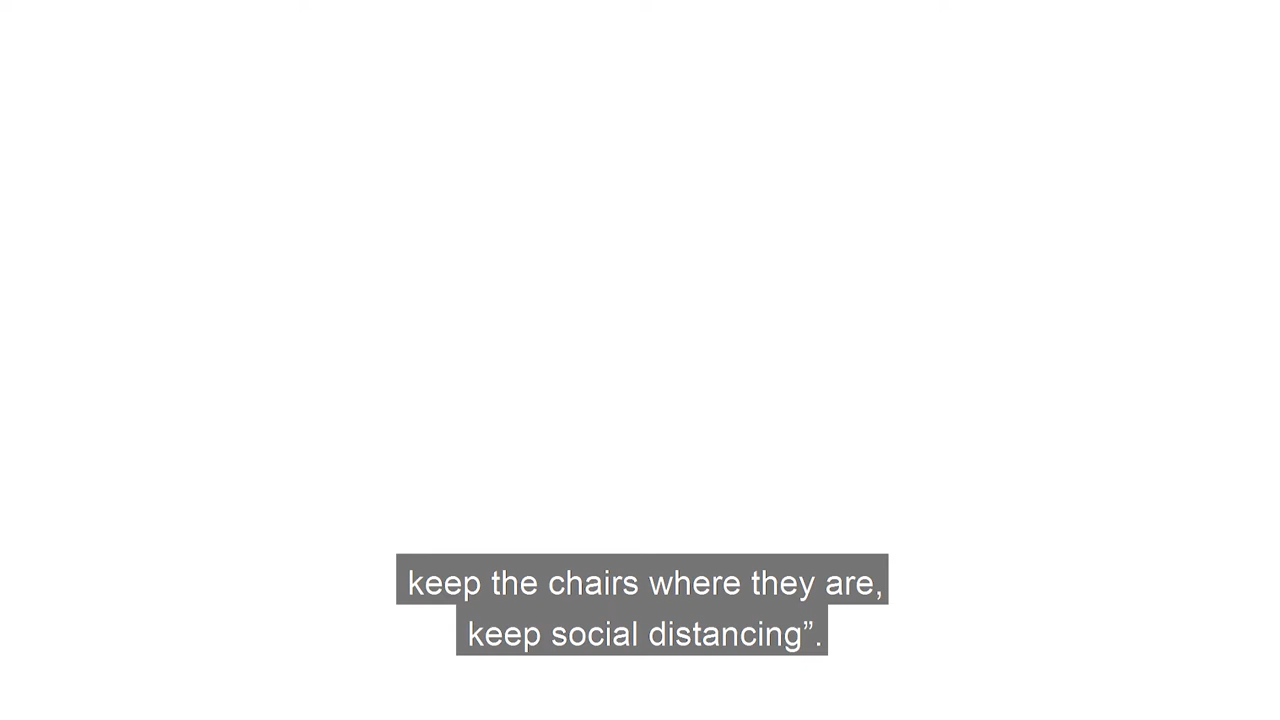 keep the chairs where they are,
keep social distancing”.